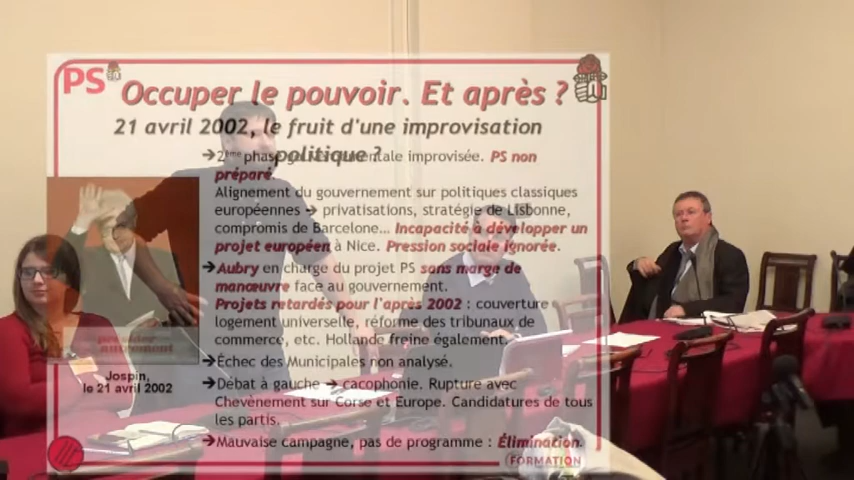 PS
Occuper le pouvoir. Et après ?
21 avril 2002, le fruit d'une improvisation
politique ?
2ème phase gouvernementale improvisée. PS non
préparé.
Alignement du gouvernement sur politiques classiques
européennes → privatisations, stratégie de Lisbonne,
compromis de Barcelone... Incapacité à développer un
projet européen à Nice. Pression sociale ignorée.
Aubry en charge du projet PS sans marge de
manœuvre face au gouvernement.
Projets retardés pour l'après 2002 : couverture
logement universelle, réforme des tribunaux de
commerce, etc. Hollande freine également.
Échec des Municipales non analysé.
Débat à gauche → cacophonie. Rupture avec
Chevènement sur Corse et Europe. Candidatures de tous
les partis.
Mauvaise campagne, pas de programme : Élimination.
présider
autrement
Jospin,
le 21 avril 2002
FORMATION